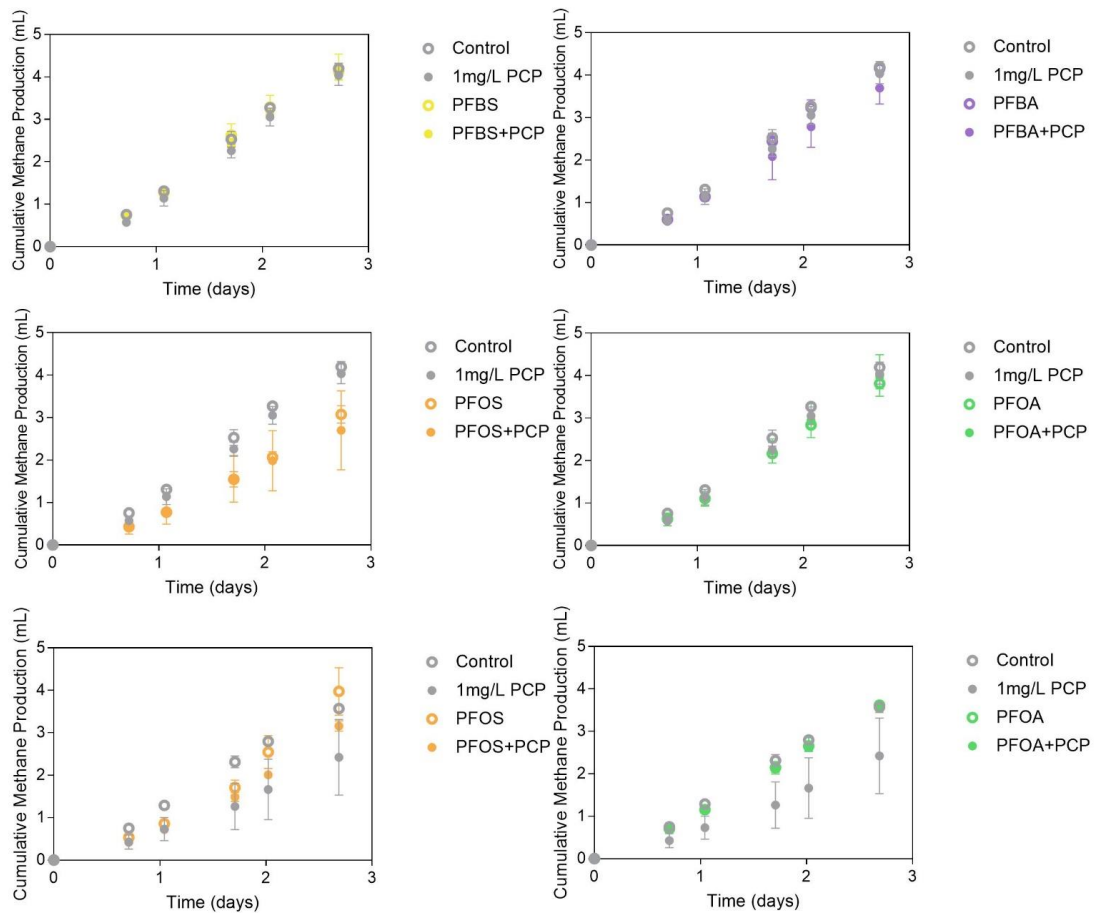 Cumulative Methane Production (mL)
5
4
3
2
1
0
0 1 2 3
Time (days)
Control
1mg/L PCP
PFBS
PFBS+PCP
Cumulative Methane Production (mL)
5
4
3
2
1
0
0 1 2 3
Time (days)
Control
1mg/L PCP
PFBA
PFBA+PCP
Cumulative Methane Production (mL)
5
4
3
2
1
0
0 1 2 3
Time (days)
Control
1mg/L PCP
PFOS
PFOS+PCP
Cumulative Methane Production (mL)
5
4
3
2
1
0
0 1 2 3
Time (days)
Control
1mg/L PCP
PFOA
PFOA+PCP
Cumulative Methane Production (mL)
5
4
3
2
1
0
0 1 2 3
Time (days)
Control
1mg/L PCP
PFOS
PFOS+PCP
Cumulative Methane Production (mL)
5
4
3
2
1
0
0 1 2 3
Time (days)
Control
1mg/L PCP
PFOA
PFOA+PCP